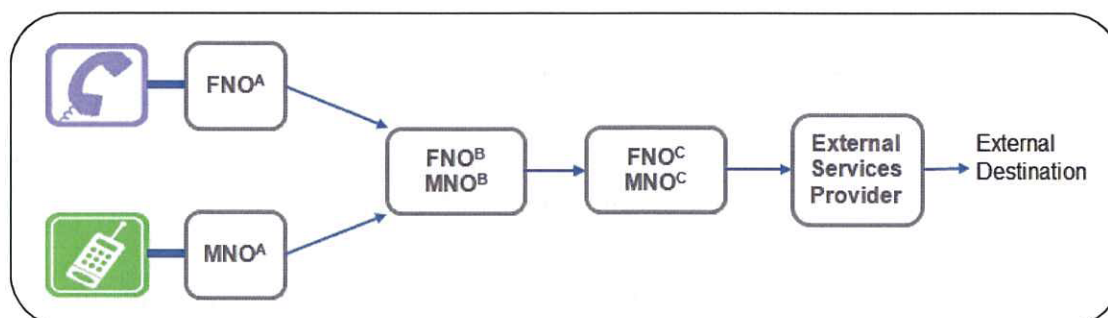 FNOᴬ
FNOᴮ
MNOᴮ
FNOᶜ
MNOᶜ
External
Services
Provider
External
Destination
MNOᴬ